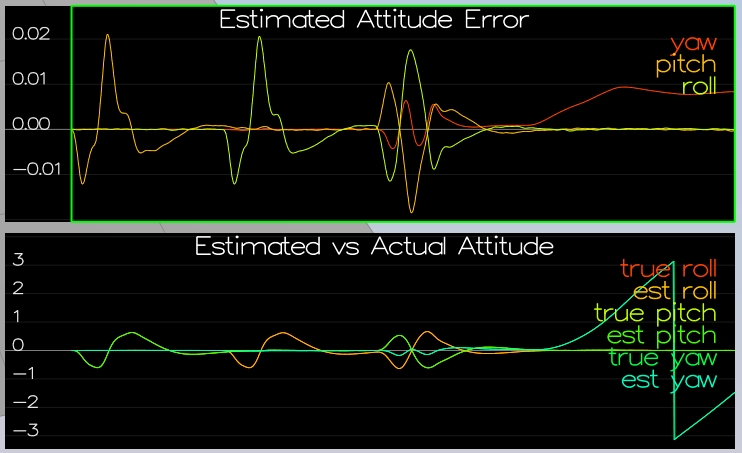 Estimated Attitude Error
0.02
yaw
pitch
0.01
roll
0.00
−0.01
Estimated vs Actual Attitude
3
true roll
2
est roll
true pitch
1
est pitch
0
true yaw
−1
est yaw
−2
−3